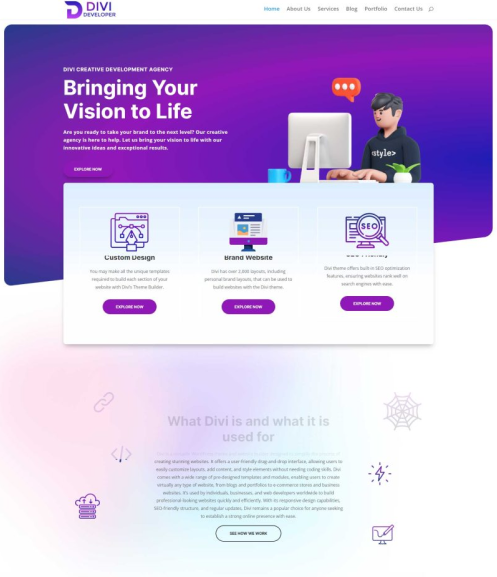 DIVI
DEVELOPER
Home About Us Services Blog Portfolio Contact Us
DIVI CREATIVE DEVELOPMENT AGENCY
Bringing Your
Vision to Life
Are you ready to take your brand to the next level? Our creative
agency is here to help. Let us bring your vision to life with our
innovative ideas and exceptional results.
EXPLORE NOW
style>
SEO
Custom Design
Brand Website
You may make all the unique templates
required to build each section of your
website with Divi's Theme Builder.
Divi has over 2,000 layouts, including
personal brand layouts, that can be used to
build websites with the Divi theme.
Divi theme offers built-in SEO optimization
features, ensuring websites rank well on
search engines with ease.
EXPLORE NOW
EXPLORE NOW
EXPLORE NOW
What Divi is and what it is
used for
creating stunning websites. It offers a user-friendly drag-and-drop interface, allowing users to
easily customize layouts, add content, and style elements without needing coding skills. Divi
comes with a wide range of pre-designed templates and modules, enabling users to create
virtually any type of website, from blogs and portfolios to e-commerce stores and business
websites. It's used by individuals, businesses, and web developers worldwide to build
professional-looking websites quickly and efficiently. With its responsive design capabilities,
SEO-friendly structure, and regular updates, Divi remains a popular choice for anyone seeking
to establish a strong online presence with ease.
SEE HOW WE WORK